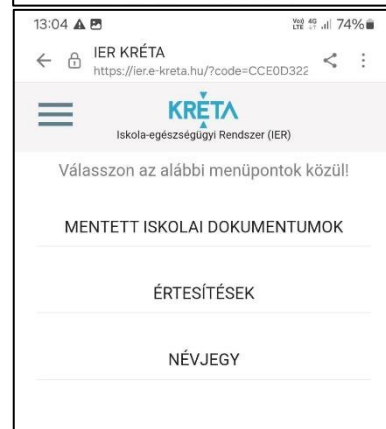 13:04 74%
IER KRÉTA
https://ier.e-kreta.hu/?code=CCE0D322
KRÉTA
Iskola-egészségügyi Rendszer (IER)
Válasszon az alábbi menüpontok közül!
MENTETT ISKOLAI DOKUMENTUMOK
ÉRTESÍTÉSEK
NÉVJEGY